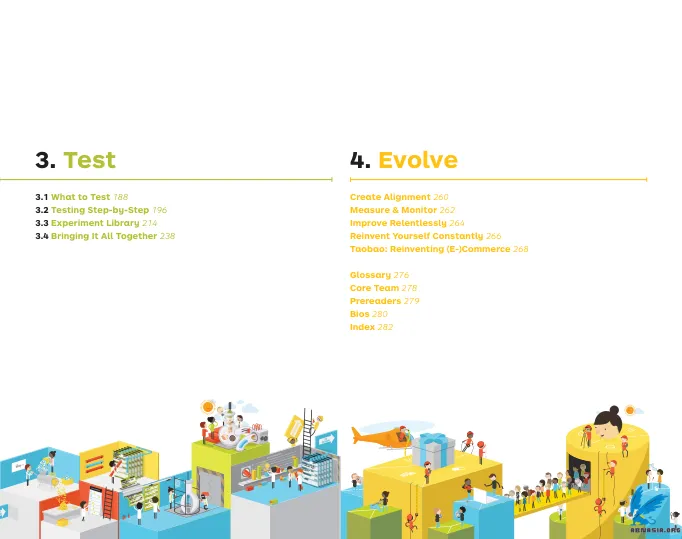 3. Test
3.1 What to Test 188
3.2 Testing Step-by-Step 196
3.3 Experiment Library 214
3.4 Bringing It All Together 238
4. Evolve
Create Alignment 260
Measure & Monitor 262
Improve Relentlessly 264
Reinvent Yourself Constantly 266
Taobao: Reinventing (E-)Commerce 268
Glossary 276
Core Team 278
Prereaders 279
Bios 280
Index 282